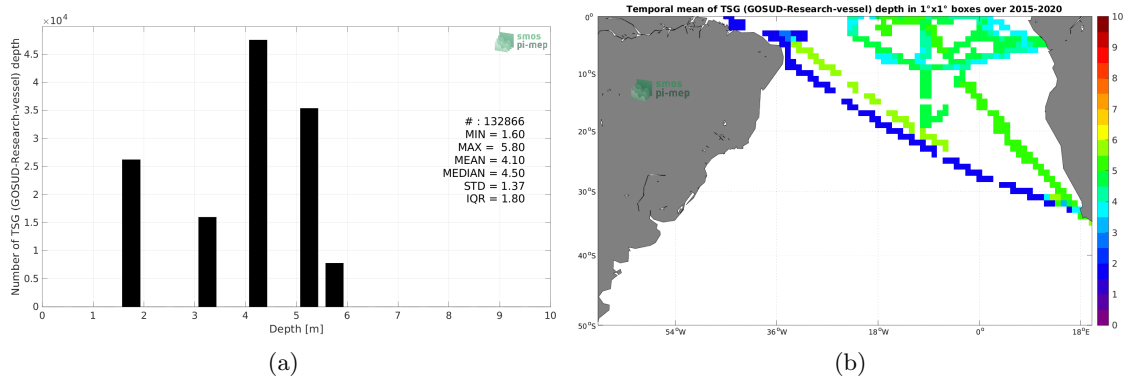 ×10⁴
5
4.5
4
3.5
3
2.5
2
1.5
1
0.5
0
0 1 2 3 4 5 6 7 8 9 10
Depth [m]
Number of TSG (GOSUD-Research-vessel) depth
smos
pi-mep
# : 132866
MIN = 1.60
MAX = 5.80
MEAN = 4.10
MEDIAN = 4.50
STD = 1.37
IQR = 1.80
(a)
Temporal mean of TSG (GOSUD-Research-vessel) depth in 1°x1° boxes over 2015-2020
0°
10°S
20°S
30°S
40°S
50°S
54°W 36°W 18°W 0° 18°E
smos
pi-mep
10
9
8
7
6
5
4
3
2
1
0
(b)